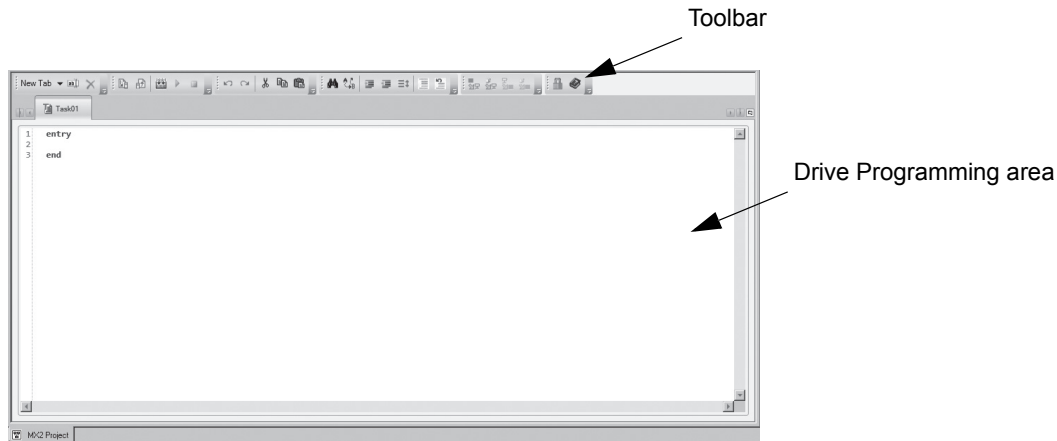 Toolbar
New Tab
Task01
1 entry
2
3 end
Drive Programming area
MX2 Project